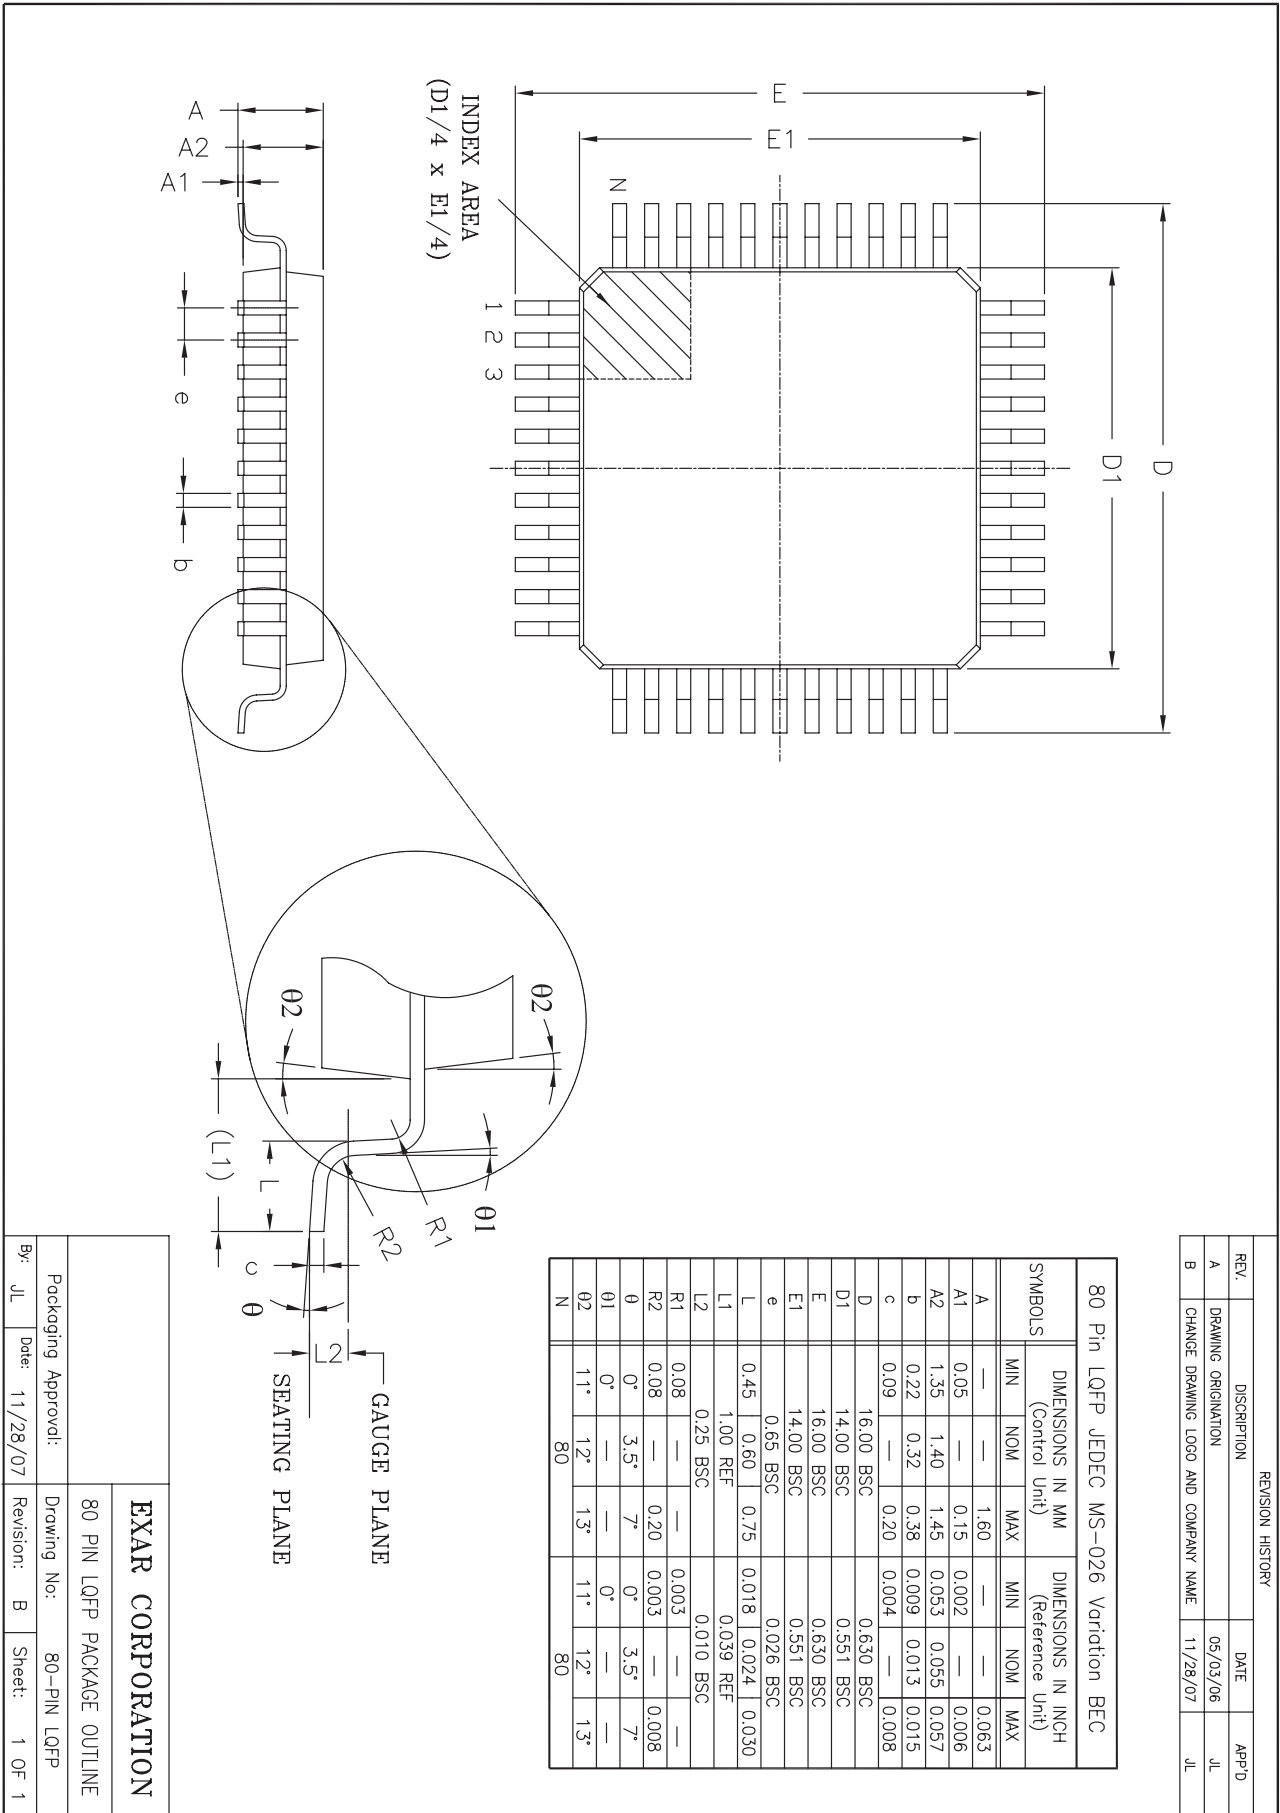 REVISION HISTORY
REV. DISCRIPTION DATE APP'D
A DRAWING ORIGINATION 05/03/06 JL
B CHANGE DRAWING LOGO AND COMPANY NAME 11/28/07 JL
D
D1
E
E1
N
1 2 3
INDEX AREA
(D1/4 x E1/4)
A
A2
A1
e
b
θ2
θ2
θ1
R1
R2
L
(L1)
c
θ
L2
GAUGE PLANE
SEATING PLANE
80 Pin LQFP JEDEC MS-026 Variation BEC
SYMBOLS DIMENSIONS IN MM (Control Unit) DIMENSIONS IN INCH (Reference Unit)
MIN NOM MAX MIN NOM MAX
A — — 1.60 — — 0.063
A1 0.05 — 0.15 0.002 — 0.006
A2 1.35 1.40 1.45 0.053 0.055 0.057
b 0.22 0.32 0.38 0.009 0.013 0.015
c 0.09 — 0.20 0.004 — 0.008
D 16.00 BSC 0.630 BSC
D1 14.00 BSC 0.551 BSC
E 16.00 BSC 0.630 BSC
E1 14.00 BSC 0.551 BSC
e 0.65 BSC 0.026 BSC
L 0.45 0.60 0.75 0.018 0.024 0.030
L1 1.00 REF 0.039 REF
L2 0.25 BSC 0.010 BSC
R1 0.08 — — 0.003 — —
R2 0.08 — 0.20 0.003 — 0.008
θ 0° 3.5° 7° 0° 3.5° 7°
θ1 0° — — 0° — —
θ2 11° 12° 13° 11° 12° 13°
N 80 80
EXAR CORPORATION
80 PIN LQFP PACKAGE OUTLINE
Packaging Approval: Drawing No: 80-PIN LQFP
By: JL Date: 11/28/07 Revision: B Sheet: 1 OF 1